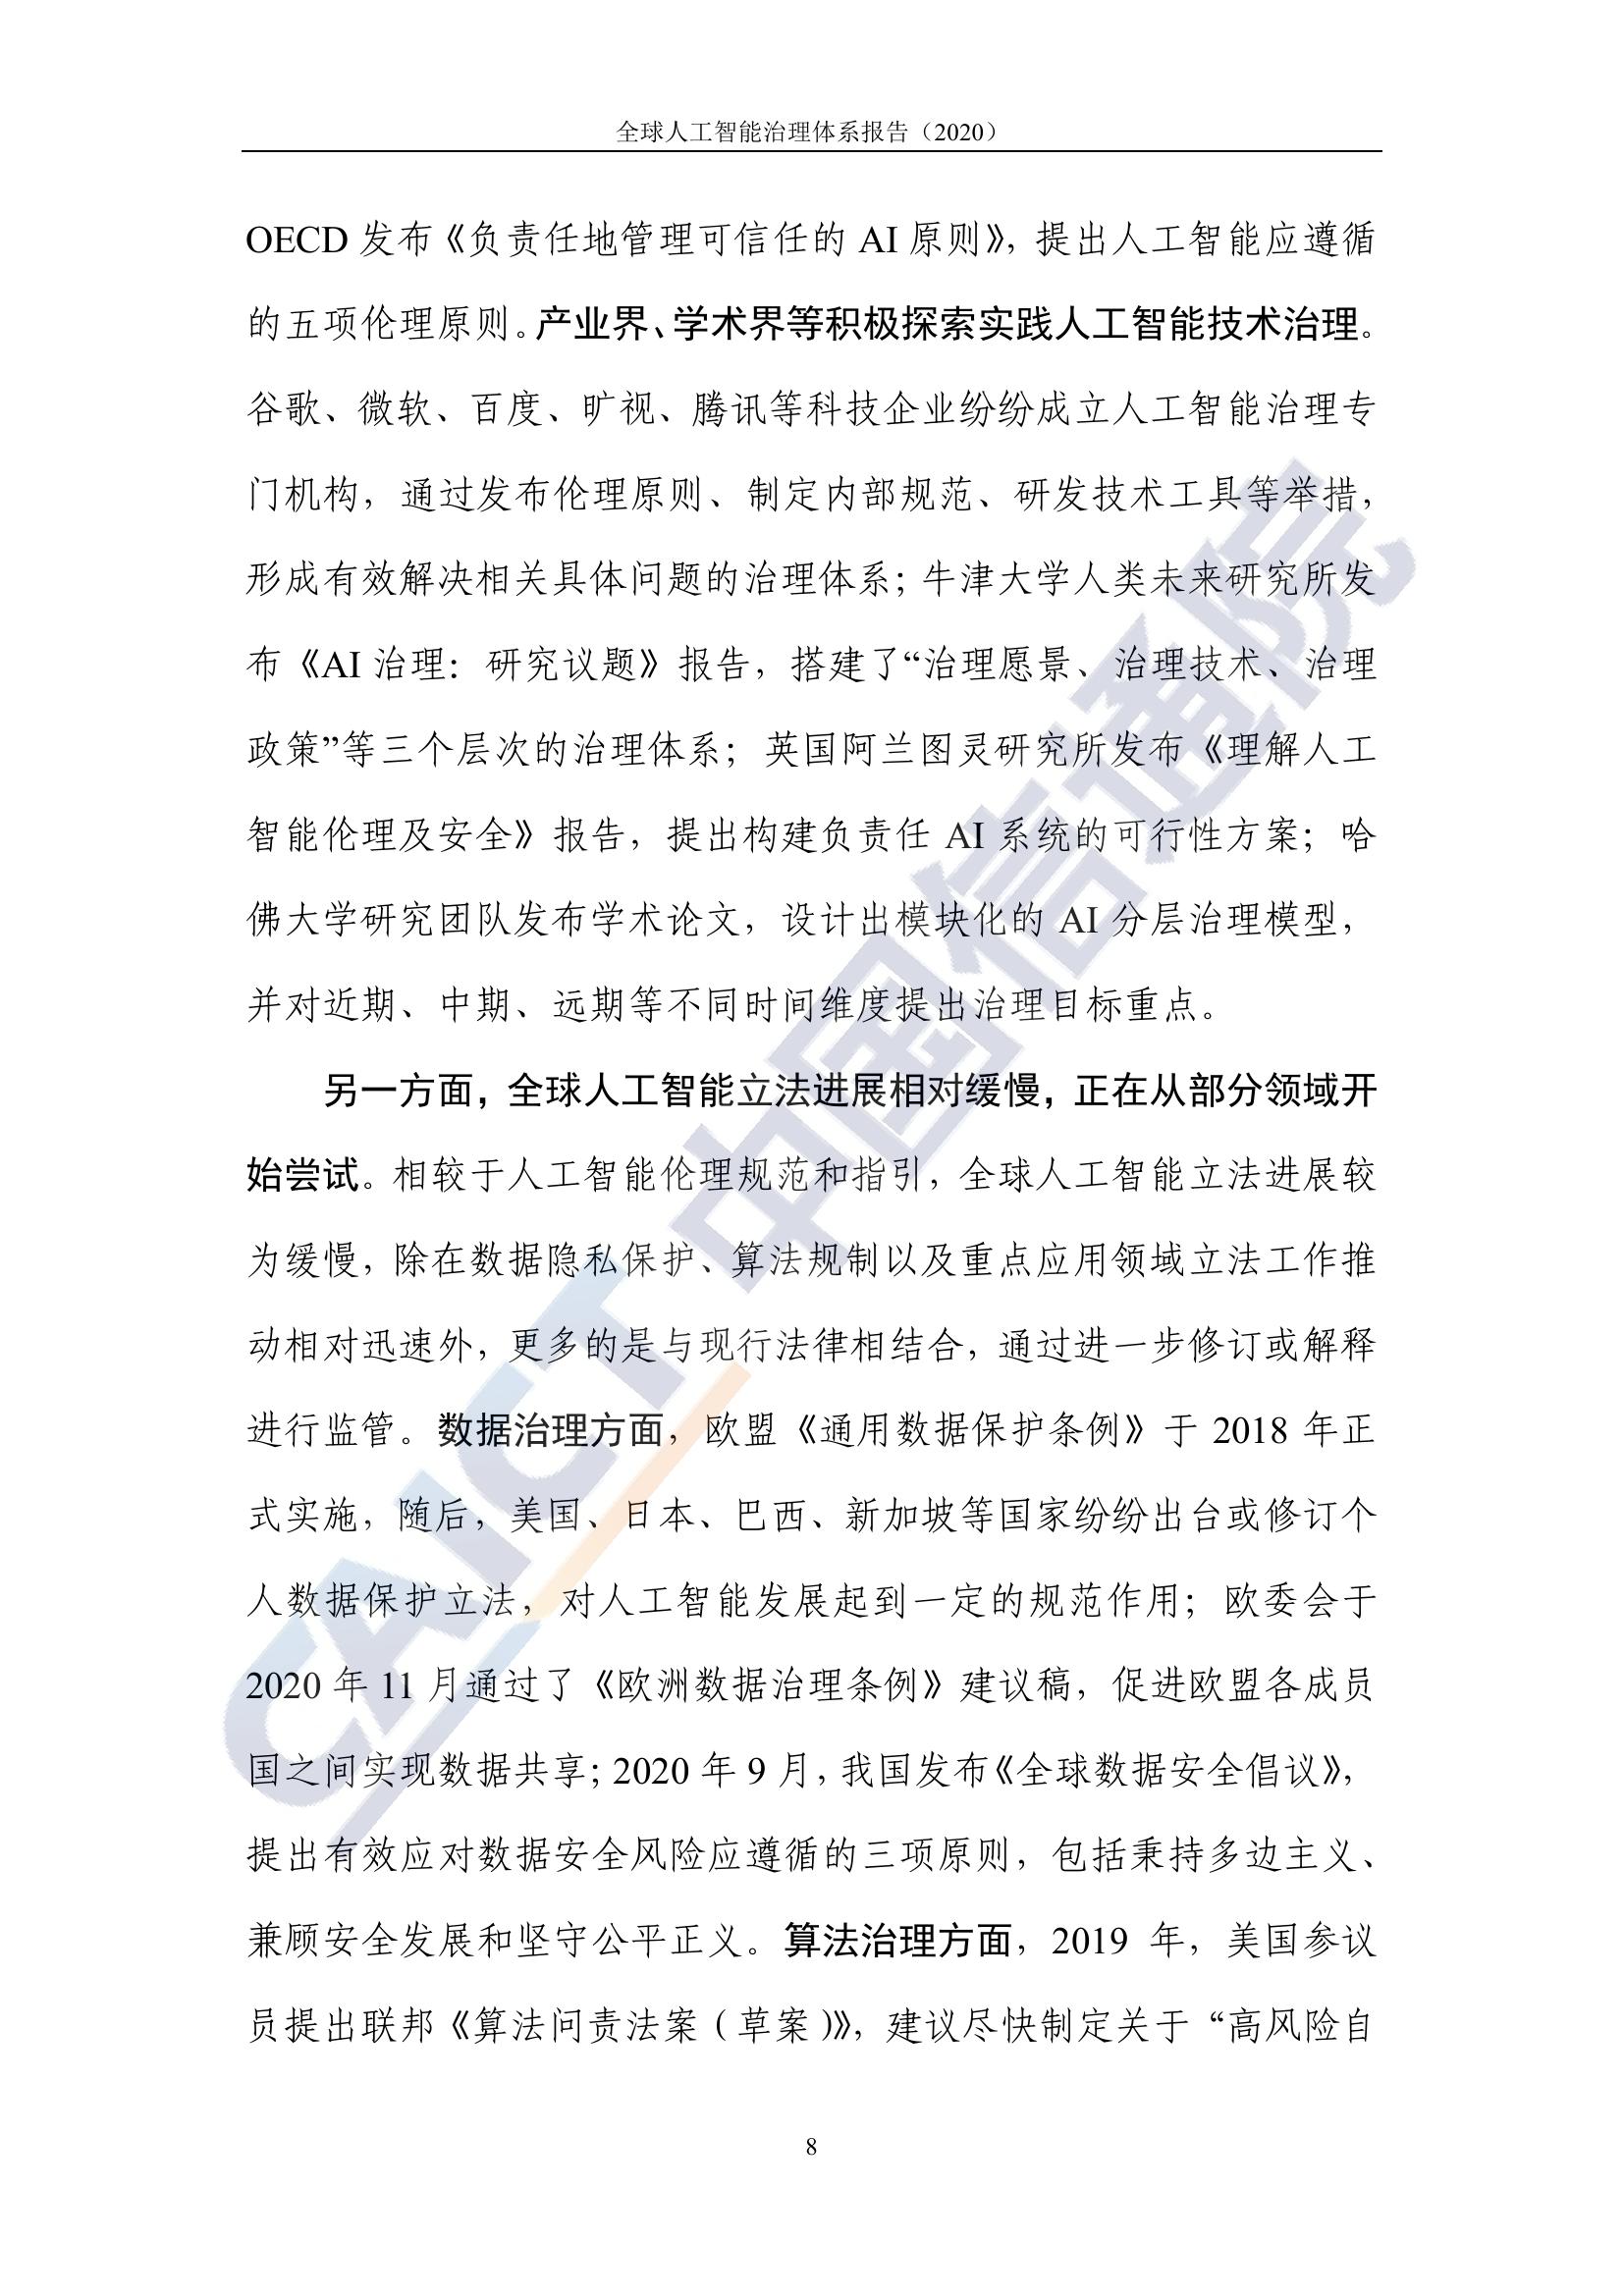 全球人工智能治理体系报告（2020）
OECD 发布《负责任地管理可信任的 AI 原则》，提出人工智能应遵循
的五项伦理原则。产业界、学术界等积极探索实践人工智能技术治理。
谷歌、微软、百度、旷视、腾讯等科技企业纷纷成立人工智能治理专
门机构，通过发布伦理原则、制定内部规范、研发技术工具等举措，
形成有效解决相关具体问题的治理体系；牛津大学人类未来研究所发
布《AI 治理：研究议题》报告，搭建了“治理愿景、治理技术、治理
政策”等三个层次的治理体系；英国阿兰图灵研究所发布《理解人工
智能伦理及安全》报告，提出构建负责任 AI 系统的可行性方案；哈
佛大学研究团队发布学术论文，设计出模块化的 AI 分层治理模型，
并对近期、中期、远期等不同时间维度提出治理目标重点。
另一方面，全球人工智能立法进展相对缓慢，正在从部分领域开
始尝试。相较于人工智能伦理规范和指引，全球人工智能立法进展较
为缓慢，除在数据隐私保护、算法规制以及重点应用领域立法工作推
动相对迅速外，更多的是与现行法律相结合，通过进一步修订或解释
进行监管。数据治理方面，欧盟《通用数据保护条例》于 2018 年正
式实施，随后，美国、日本、巴西、新加坡等国家纷纷出台或修订个
人数据保护立法，对人工智能发展起到一定的规范作用；欧委会于
2020 年 11 月通过了《欧洲数据治理条例》建议稿，促进欧盟各成员
国之间实现数据共享；2020 年 9 月，我国发布《全球数据安全倡议》，
提出有效应对数据安全风险应遵循的三项原则，包括秉持多边主义、
兼顾安全发展和坚守公平正义。算法治理方面，2019 年，美国参议
员提出联邦《算法问责法案（草案）》，建议尽快制定关于“高风险自
8
CAICT 中国信通院